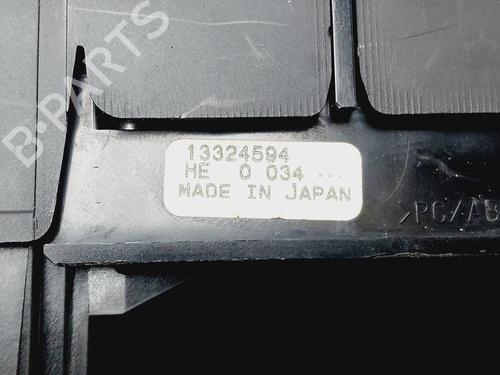 B-PARTS
13324594
HE 0 034 ...
MADE IN JAPAN
>PC/AB